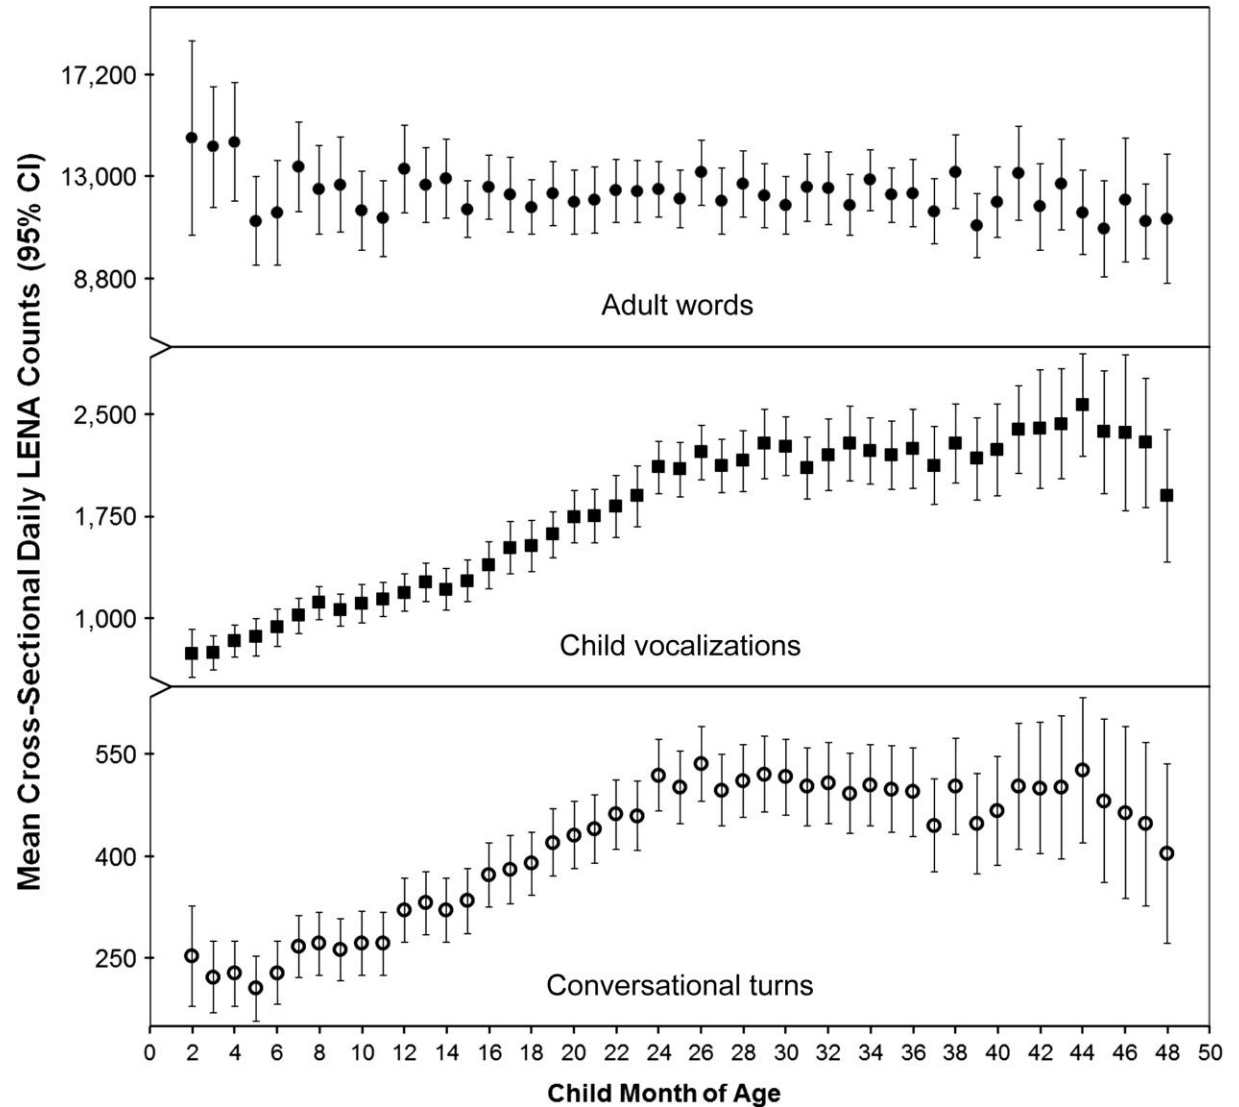 Mean Cross-Sectional Daily LENA Counts (95% CI)
17,200
13,000
8,800
Adult words
2,500
1,750
1,000
Child vocalizations
550
400
250
Conversational turns
0 2 4 6 8 10 12 14 16 18 20 22 24 26 28 30 32 34 36 38 40 42 44 46 48 50
Child Month of Age